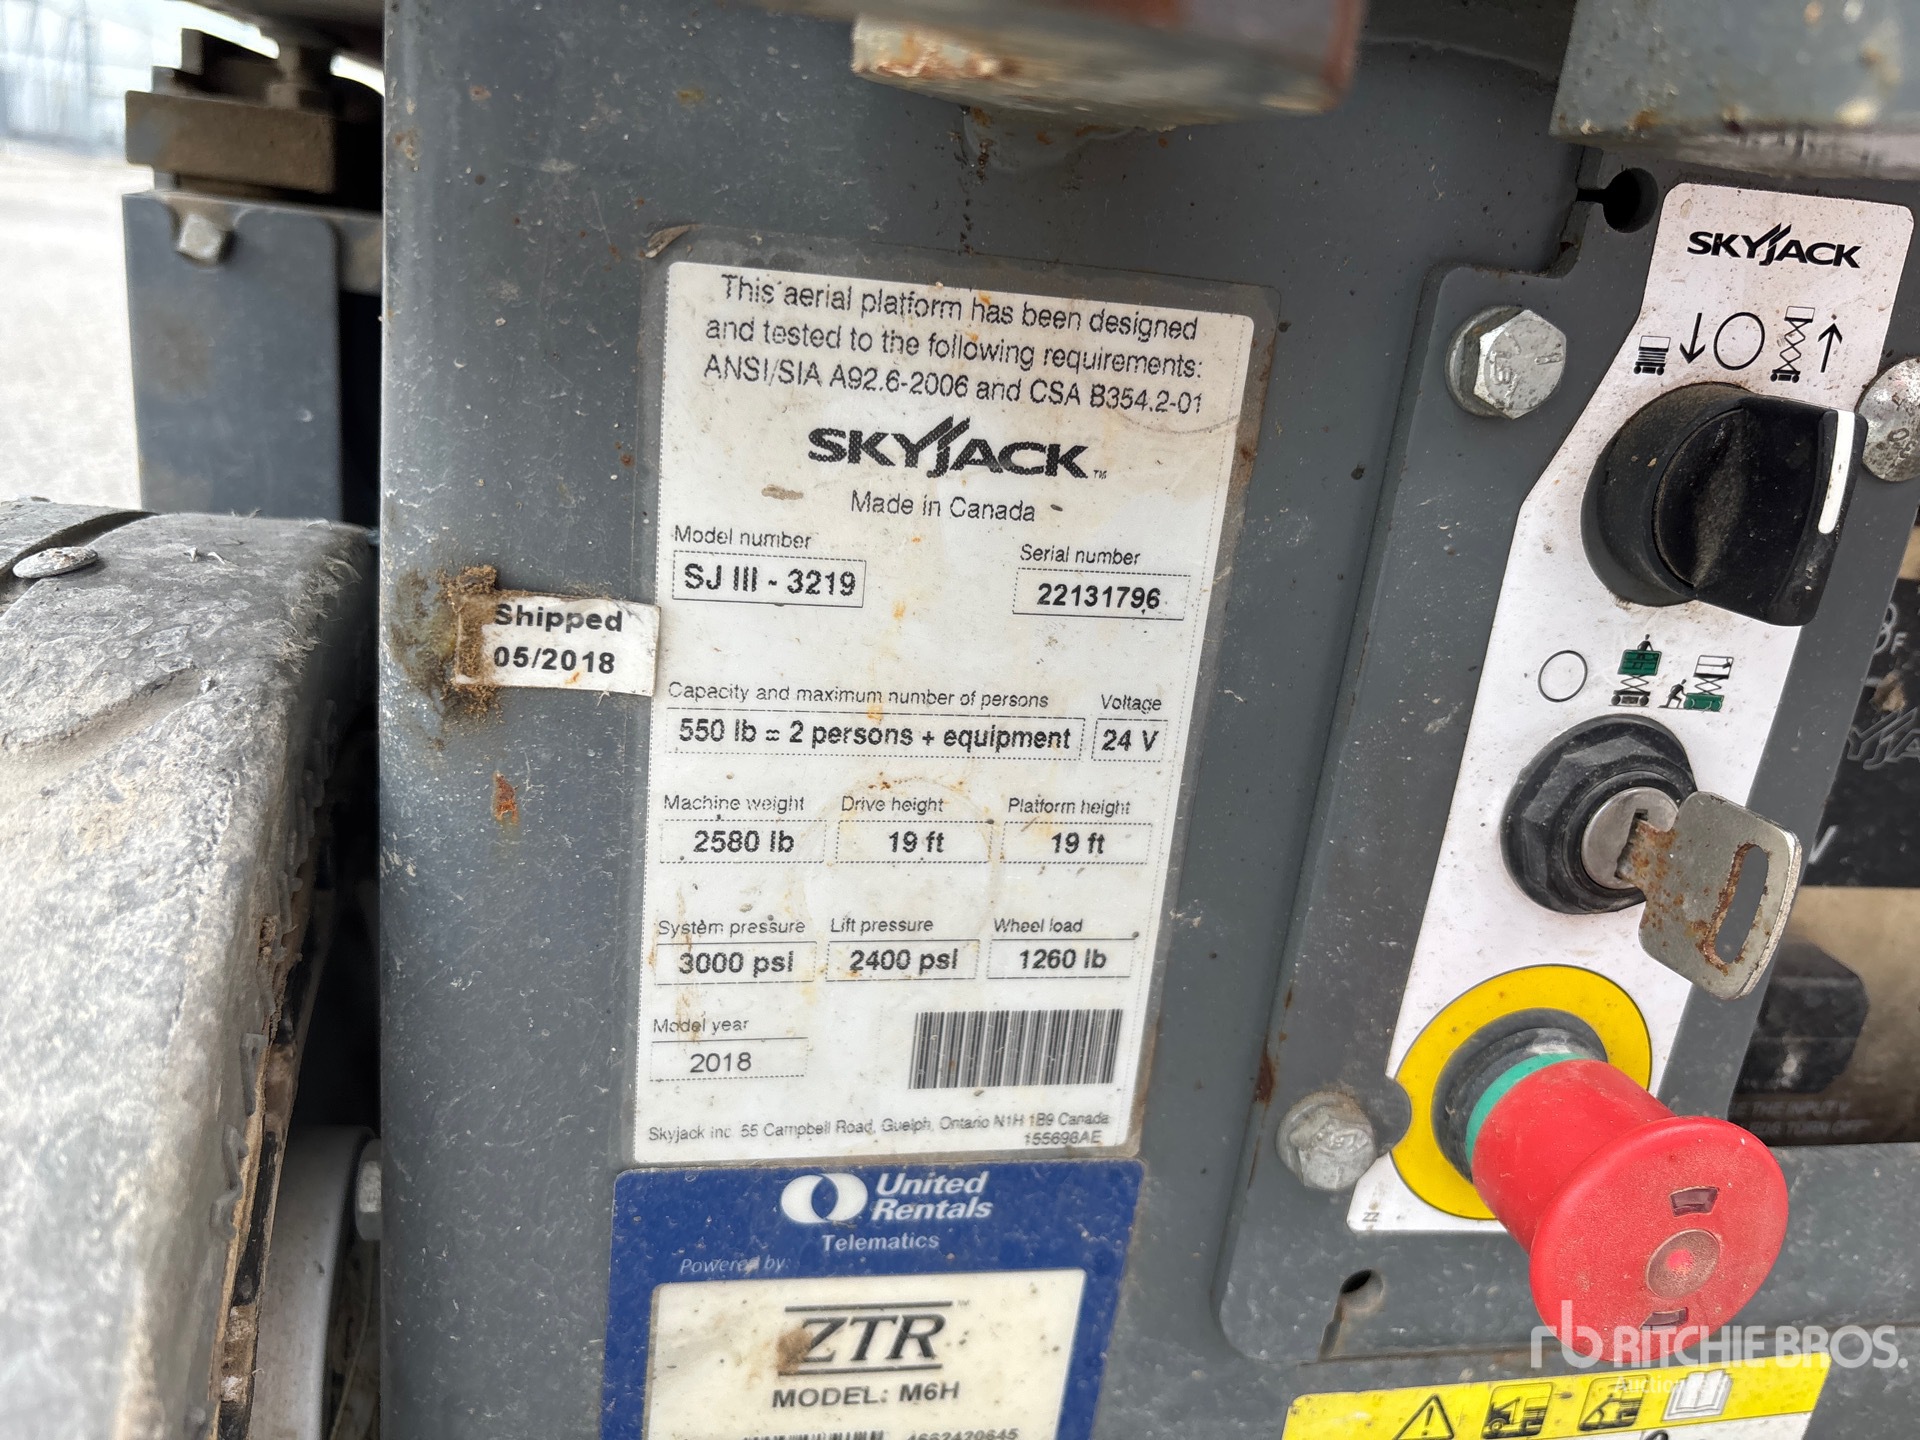 This aerial platform has been designed
and tested to the following requirements:
ANSI/SIA A92.6-2006 and CSA B354.2-01
SKYJACK™
Made in Canada
Model number
SJ III - 3219
Serial number
22131796
Shipped
05/2018
Capacity and maximum number of persons
550 lb = 2 persons + equipment
Voltage
24 V
Machine weight
2580 lb
Drive height
19 ft
Platform height
19 ft
System pressure
3000 psi
Lift pressure
2400 psi
Wheel load
1260 lb
Model year
2018
Skyjack Inc. 55 Campbell Road, Guelph, Ontario N1H 1B9 Canada
155696AE
United
Rentals
Telematics
Powered by:
ZTR™
MODEL: M6H
4662420645
SKYJACK
ZZ
RITCHIE BROS.